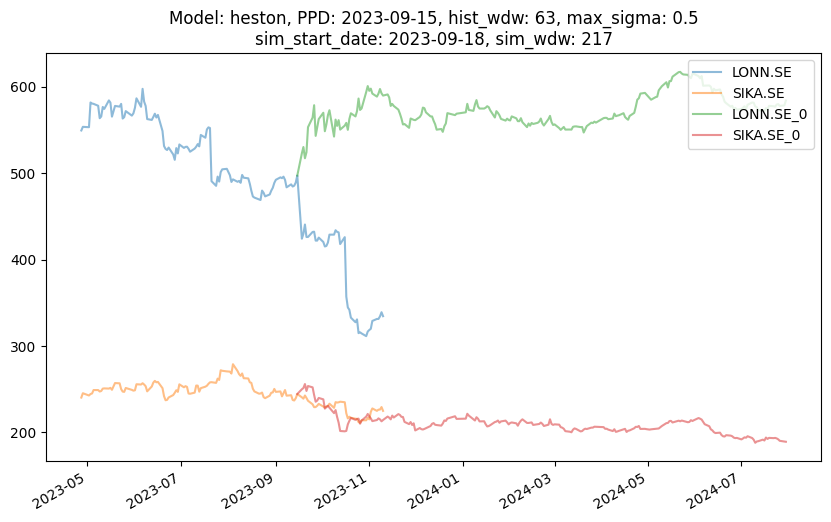 Model: heston, PPD: 2023-09-15, hist_wdw: 63, max_sigma: 0.5
sim_start_date: 2023-09-18, sim_wdw: 217
LONN.SE
SIKA.SE
LONN.SE_0
SIKA.SE_0
600
500
400
300
200
2023-05
2023-07
2023-09
2023-11
2024-01
2024-03
2024-05
2024-07